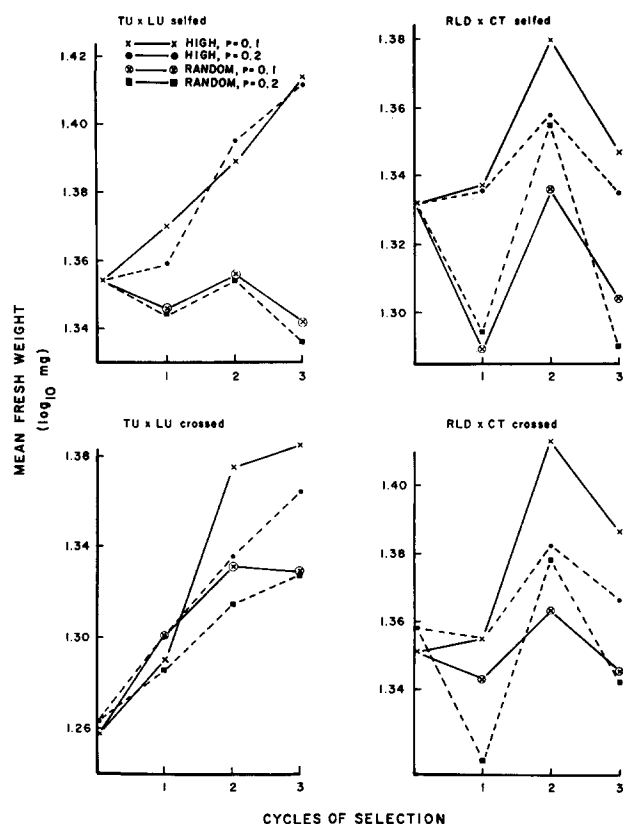 TU x LU selfed
HIGH, P=0.1
HIGH, P=0.2
RANDOM, P=0.1
RANDOM, P=0.2
1.42
1.40
1.38
1.36
1.34
1 2 3
RLD x CT selfed
1.38
1.36
1.34
1.32
1.30
1 2 3
TU x LU crossed
1.38
1.34
1.30
1.26
1 2 3
RLD x CT crossed
1.40
1.38
1.36
1.34
1 2 3
MEAN FRESH WEIGHT
(log10 mg)
CYCLES OF SELECTION